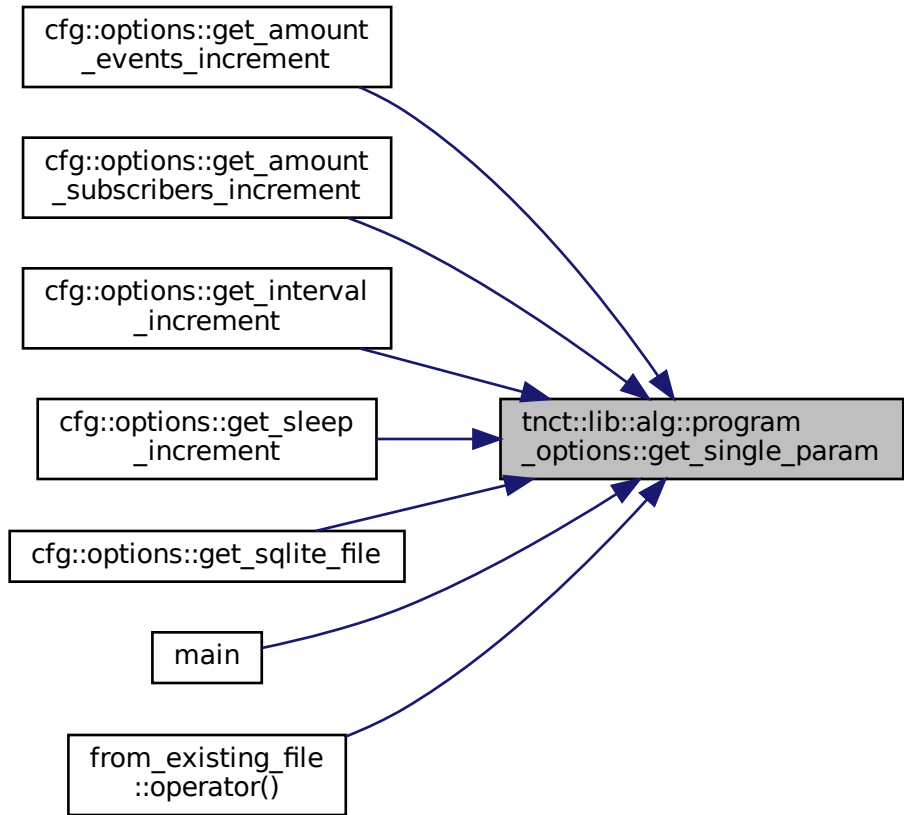 cfg::options::get_amount
_events_increment
cfg::options::get_amount
_subscribers_increment
cfg::options::get_interval
_increment
cfg::options::get_sleep
_increment
tnct::lib::alg::program
_options::get_single_param
cfg::options::get_sqlite_file
main
from_existing_file
::operator()